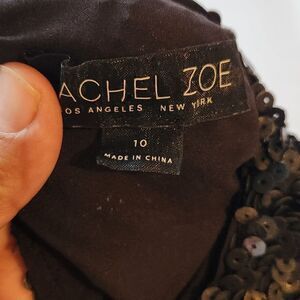 ACHEL ZOE
OS ANGELES NEW YORK
10
MADE IN CHINA